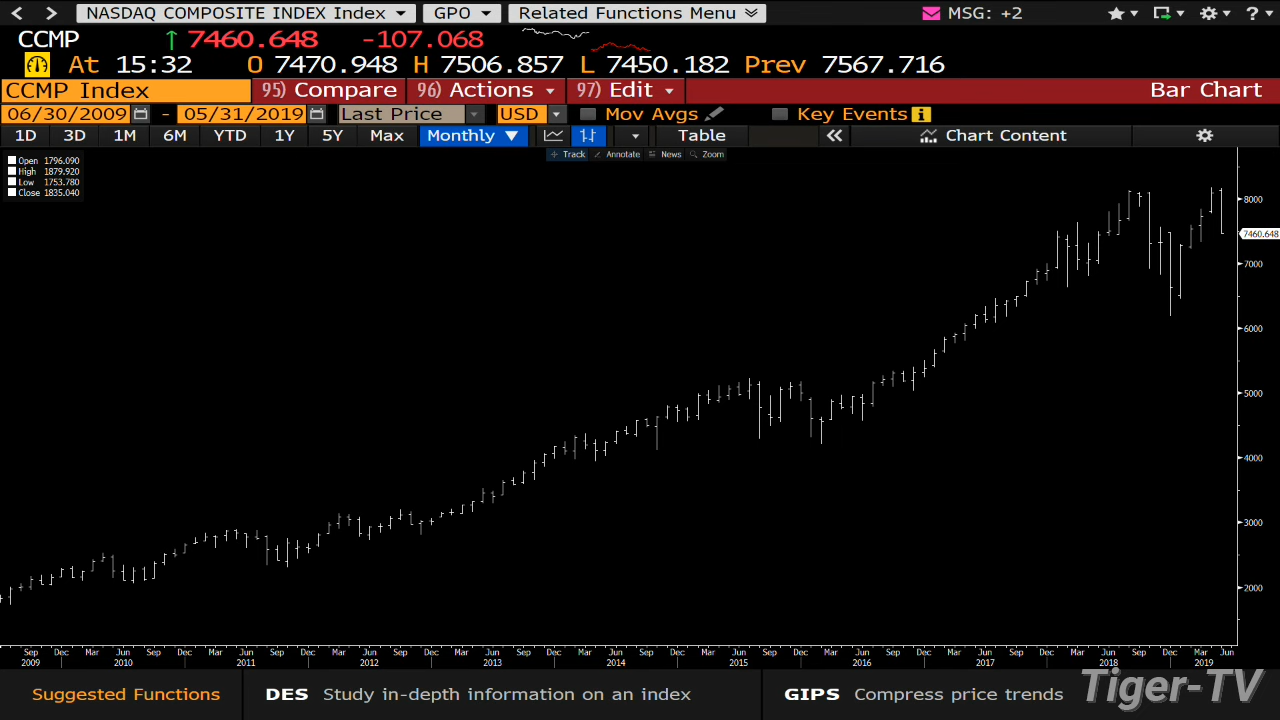 NASDAQ COMPOSITE INDEX Index GPO Related Functions Menu MSG: +2 ?
CCMP 7460.648 -107.068
At 15:32 O 7470.948 H 7506.857 L 7450.182 Prev 7567.716
CCMP Index 95) Compare 96) Actions 97) Edit Bar Chart
06/30/2009 - 05/31/2019 Last Price USD Mov Avgs Key Events i
1D 3D 1M 6M YTD 1Y 5Y Max Monthly Table Chart Content
Track Annotate News Zoom
Open 1796.090
High 1879.920
Low 1753.780
Close 1835.040
8000
7460.648
7000
6000
5000
4000
3000
2000
Sep Dec Mar Jun Sep Dec Mar Jun Sep Dec Mar Jun Sep Dec Mar Jun Sep Dec Mar Jun Sep Dec Mar Jun Sep Dec Mar Jun Sep Dec Mar Jun Sep Dec Mar Jun Sep Dec Mar Jun
2009 2010 2011 2012 2013 2014 2015 2016 2017 2018 2019
Suggested Functions DES Study in-depth information on an index GIPS Compress price trends Tiger-TV